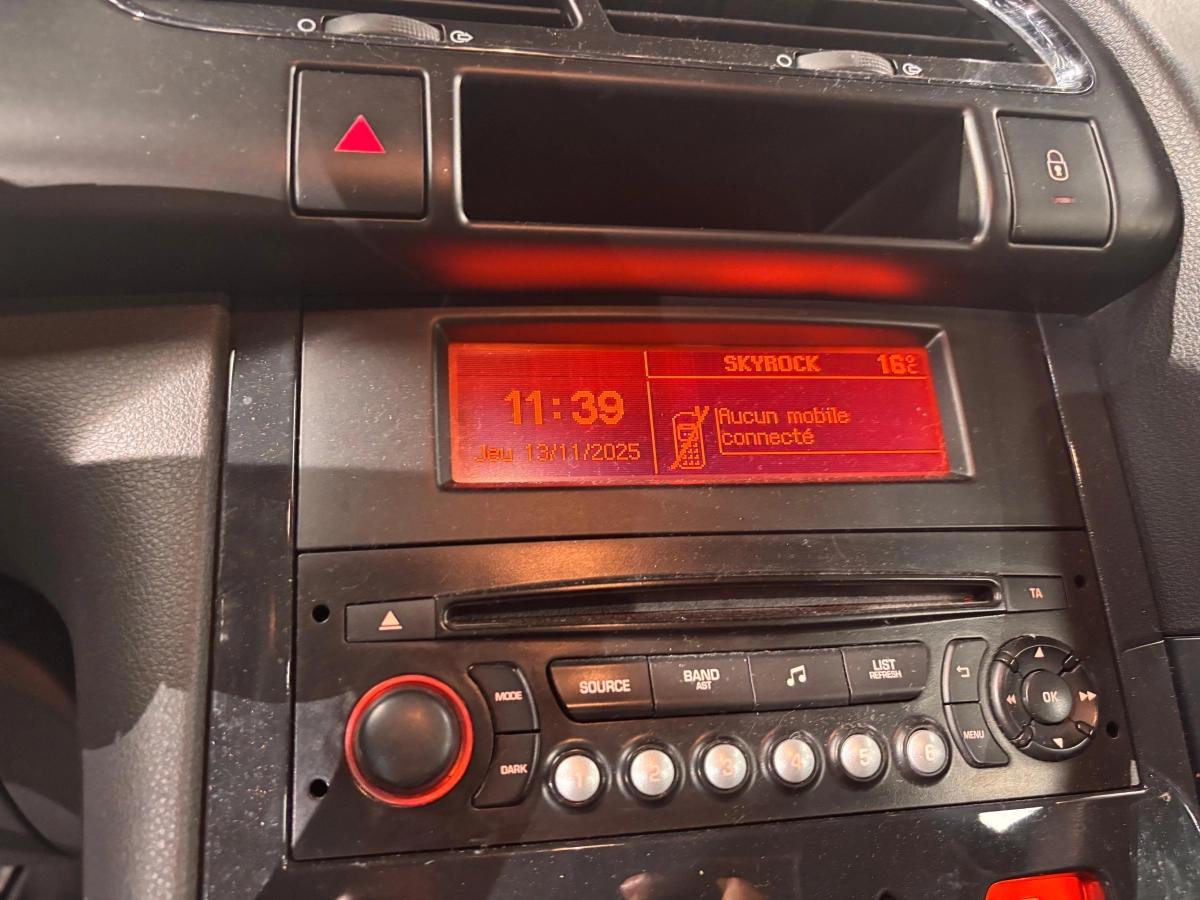 SKYROCK 16°C
11:39
Jeu 13/11/2025
Aucun mobile
connecté
TA
SOURCE
BAND
AST
LIST
REFRESH
MODE
OK
MENU
DARK
1 2 3 4 5 6